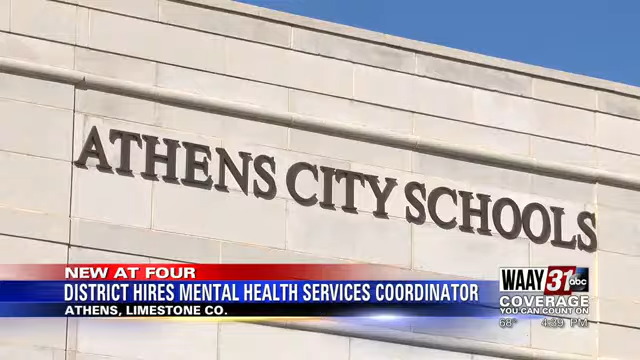 ATHENS CITY SCHOOLS
NEW AT FOUR
DISTRICT HIRES MENTAL HEALTH SERVICES COORDINATOR
ATHENS, LIMESTONE CO.
WAAY 31 abc
COVERAGE
YOU CAN COUNT ON
68° 4:39 PM